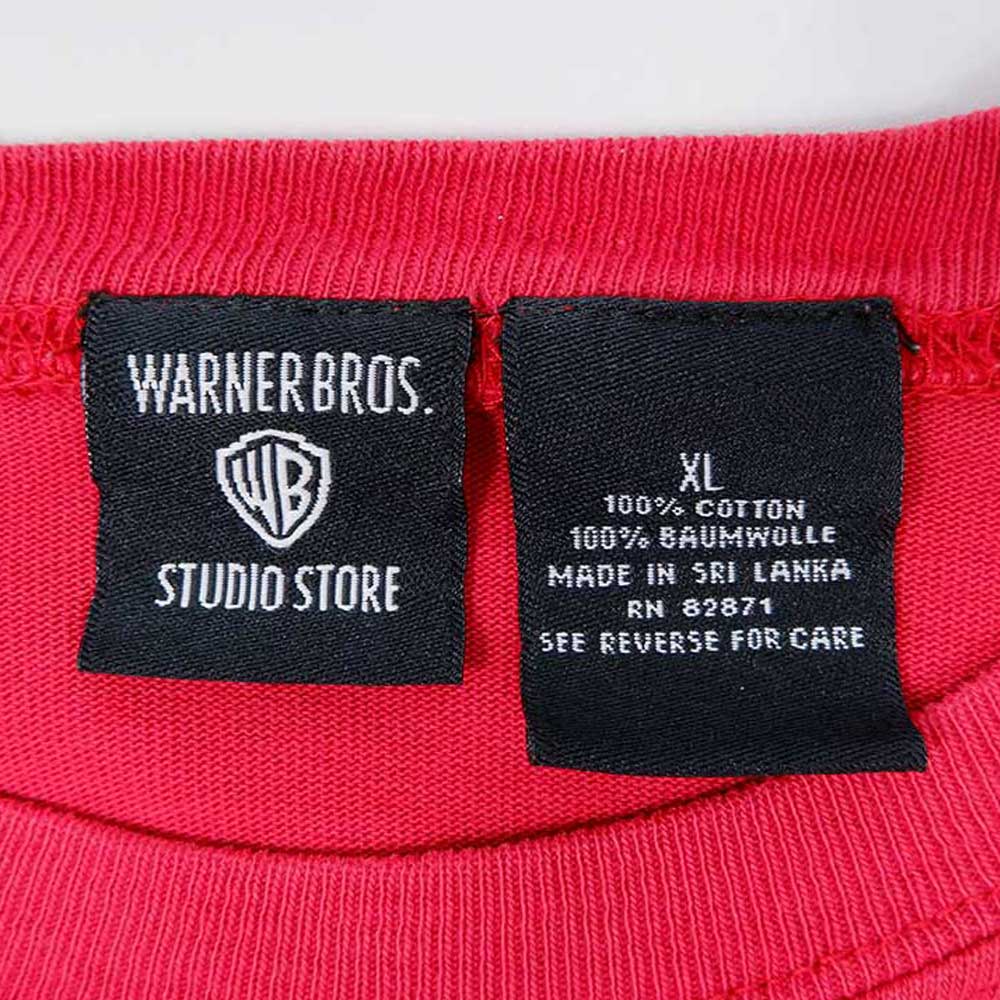 WARNER BROS.
WB
STUDIO STORE
XL
100% COTTON
100% BAUMWOLLE
MADE IN SRI LANKA
RN 82871
SEE REVERSE FOR CARE